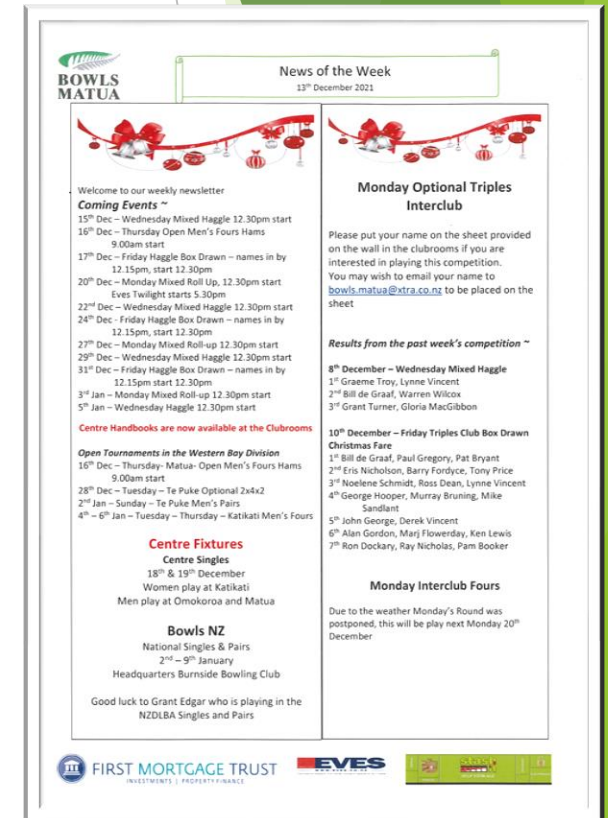 BOWLS
MATUA
News of the Week
13th December 2021
Welcome to our weekly newsletter
Coming Events ~
15th Dec – Wednesday Mixed Haggle 12.30pm start
16th Dec – Thursday Open Men's Fours Hams
9.00am start
17th Dec – Friday Haggle Box Drawn – names in by
12.15pm, start 12.30pm
20th Dec – Monday Mixed Roll Up, 12.30pm start
Eves Twilight starts 5.30pm
22nd Dec – Wednesday Mixed Haggle 12.30pm start
24th Dec - Friday Haggle Box Drawn – names in by
12.15pm, start 12.30pm
27th Dec – Monday Mixed Roll-up 12.30pm start
29th Dec – Wednesday Mixed Haggle 12.30pm start
31st Dec – Friday Haggle Box Drawn – names in by
12.15pm start 12.30pm
3rd Jan – Monday Mixed Roll-up 12.30pm start
5th Jan – Wednesday Haggle 12.30pm start
Centre Handbooks are now available at the Clubrooms
Open Tournaments in the Western Bay Division
16th Dec – Thursday- Matua- Open Men's Fours Hams
9.00am start
28th Dec – Tuesday – Te Puke Optional 2x4x2
2nd Jan – Sunday – Te Puke Men's Pairs
4th – 6th Jan – Tuesday – Thursday – Katikati Men's Fours
Centre Fixtures
Centre Singles
18th & 19th December
Women play at Katikati
Men play at Omokoroa and Matua
Bowls NZ
National Singles & Pairs
2nd – 9th January
Headquarters Burnside Bowling Club
Good luck to Grant Edgar who is playing in the
NZDLBA Singles and Pairs
Monday Optional Triples
Interclub
Please put your name on the sheet provided
on the wall in the clubrooms if you are
interested in playing this competition.
You may wish to email your name to
bowls.matua@xtra.co.nz to be placed on the
sheet
Results from the past week's competition ~
8th December – Wednesday Mixed Haggle
1st Graeme Troy, Lynne Vincent
2nd Bill de Graaf, Warren Wilcox
3rd Grant Turner, Gloria MacGibbon
10th December – Friday Triples Club Box Drawn
Christmas Fare
1st Bill de Graaf, Paul Gregory, Pat Bryant
2nd Eris Nicholson, Barry Fordyce, Tony Price
3rd Noelene Schmidt, Ross Dean, Lynne Vincent
4th George Hooper, Murray Bruning, Mike
Sandlant
5th John George, Derek Vincent
6th Alan Gordon, Marj Flowerday, Ken Lewis
7th Ron Dockary, Ray Nicholas, Pam Booker
Monday Interclub Fours
Due to the weather Monday's Round was
postponed, this will be play next Monday 20th
December
FIRST MORTGAGE TRUST
INVESTMENTS | PROPERTY FINANCE
EVES